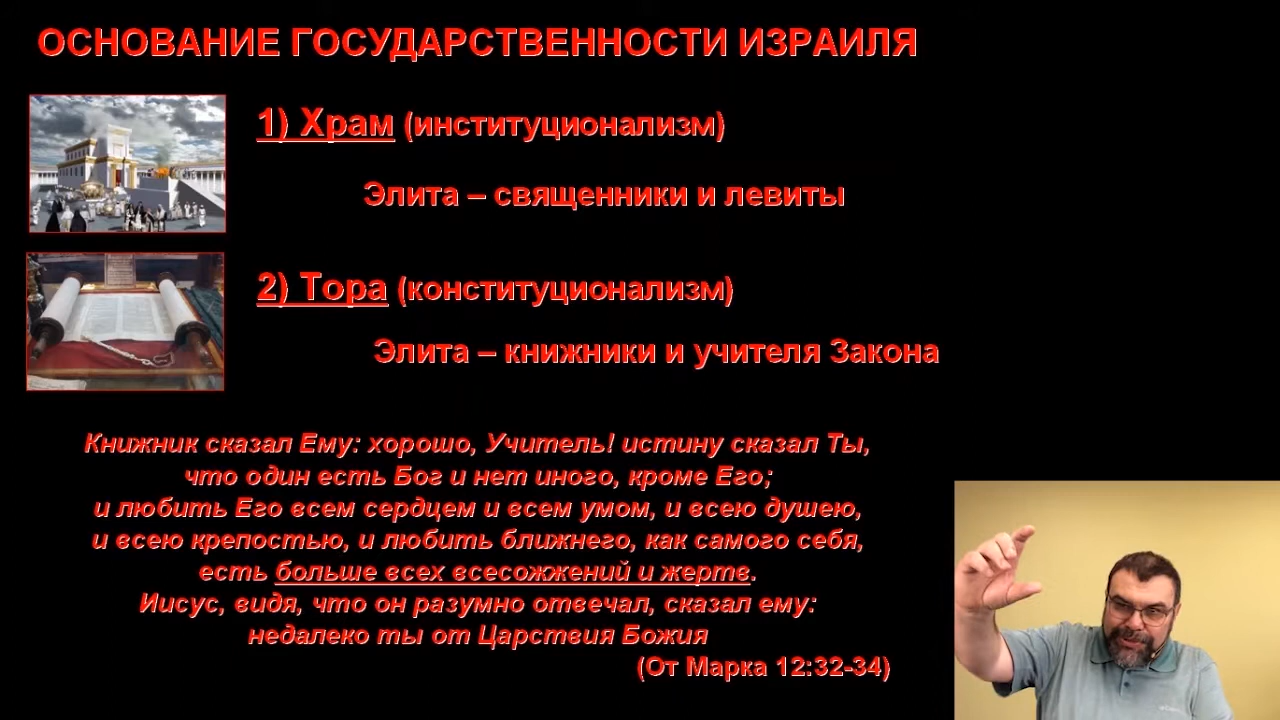 ОСНОВАНИЕ ГОСУДАРСТВЕННОСТИ ИЗРАИЛЯ
1) Храм (институционализм)
Элита – священники и левиты
2) Тора (конституционализм)
Элита – книжники и учителя Закона
Книжник сказал Ему: хорошо, Учитель! истину сказал Ты,
что один есть Бог и нет иного, кроме Его;
и любить Его всем сердцем и всем умом, и всею душею,
и всею крепостью, и любить ближнего, как самого себя,
есть больше всех всесожжений и жертв.
Иисус, видя, что он разумно отвечал, сказал ему:
недалеко ты от Царствия Божия
(От Марка 12:32-34)